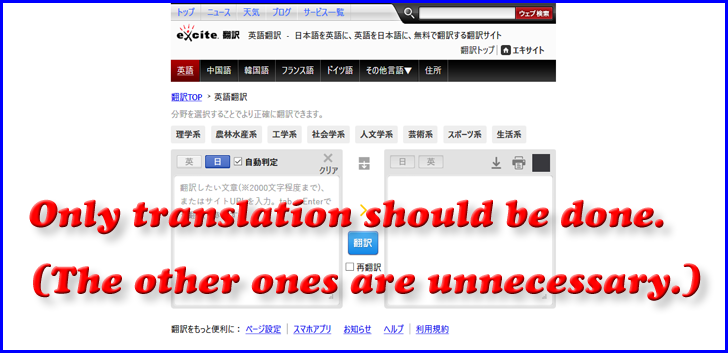 トップ ニュース 天気 ブログ サービス一覧 ウェブ検索
excite. 翻訳 英語翻訳 - 日本語を英語に、英語を日本語に、無料で翻訳する翻訳サイト
翻訳トップ エキサイト
英語 中国語 韓国語 フランス語 ドイツ語 その他言語▼ 住所
翻訳TOP > 英語翻訳
分野を選択することでより正確に翻訳できます。
理学系 農林水産系 工学系 社会学系 人文学系 芸術系 スポーツ系 生活系
英 日 自動判定 クリア 日 英
翻訳したい文章(※2000文字程度まで)、
またはサイトURLを入力。tab Enterで
Only translation should be done.
翻訳
再翻訳
(The other ones are unnecessary.)
翻訳をもっと便利に： ページ設定 スマホアプリ お知らせ ヘルプ 利用規約